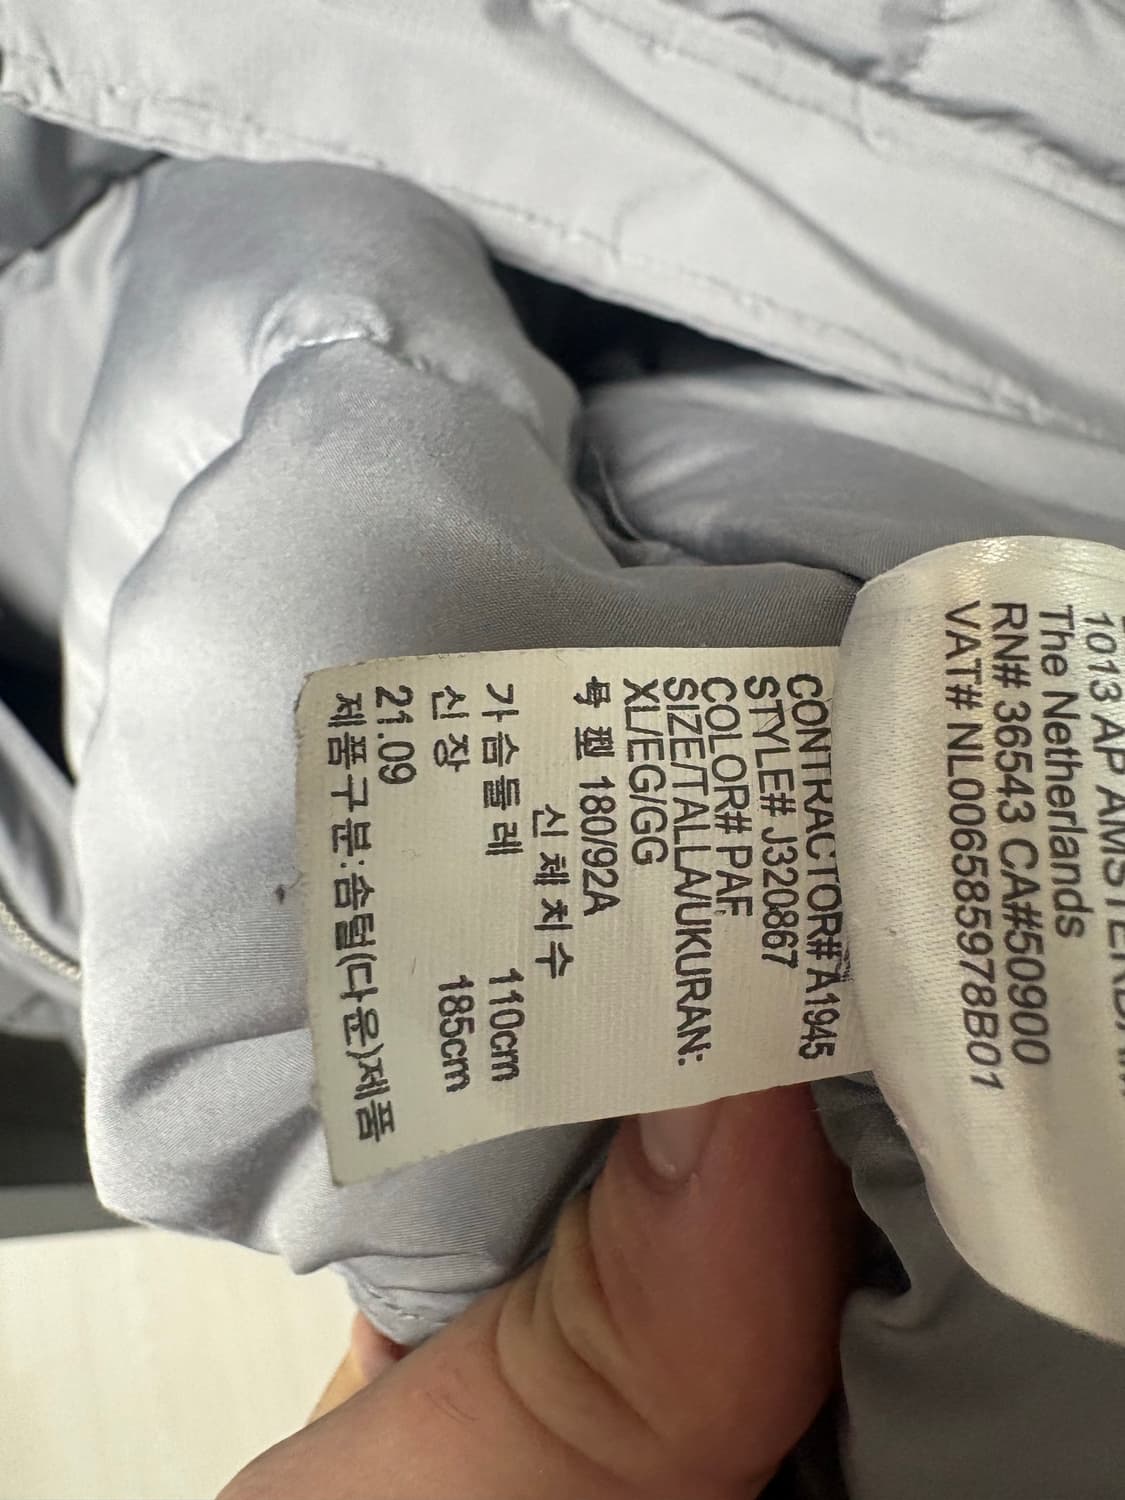 1013 AP AMSTERDAM
The Netherlands
RN# 36543 CA#50900
VAT# NL006585978B01
CONTRACTOR# A1945
STYLE# J320867
COLOR# PAF
SIZE/TALLA/UKURAN:
XL/EG/GG
号型 180/92A
신체치수
가슴둘레 110cm
신장 185cm
21.09
제품구분:솜털(다운)제품